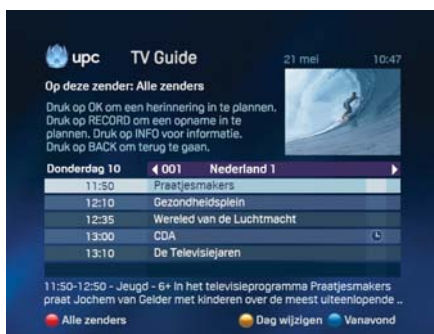 upc TV Guide 21 mei 10:47
Op deze zender: Alle zenders
Druk op OK om een herinnering in te plannen.
Druk op RECORD om een opname in te
plannen. Druk op INFO voor informatie.
Druk op BACK om terug te gaan.
Donderdag 10 001 Nederland 1
11:50 Praatjesmakers
12:10 Gezondheidsplein
12:35 Wereled van de Luchtmacht
13:00 CDA
13:10 De Televisiejaren
11:50-12:50 - Jeugd - 6+ In het televisieprogramma Praatjesmakers
praat Jochem van Gelder met kinderen over de meest uiteenlopende ..
Alle zenders Dag wijzigen Vanavond